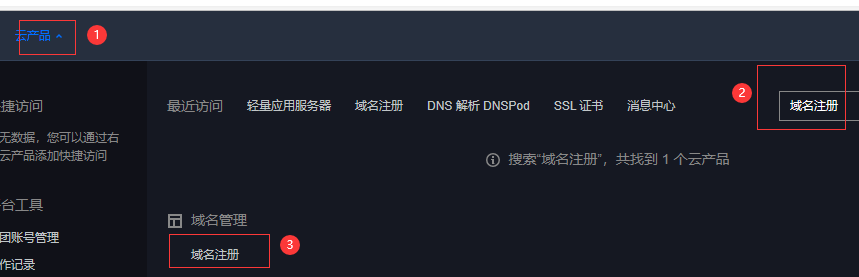 云产品 1
捷访问
无数据，您可以通过右
云产品添加快捷访问
台工具
团账号管理
作记录
最近访问 轻量应用服务器 域名注册 DNS 解析 DNSPod SSL 证书 消息中心 2 域名注册
搜索“域名注册”，共找到 1 个云产品
域名管理
域名注册 3